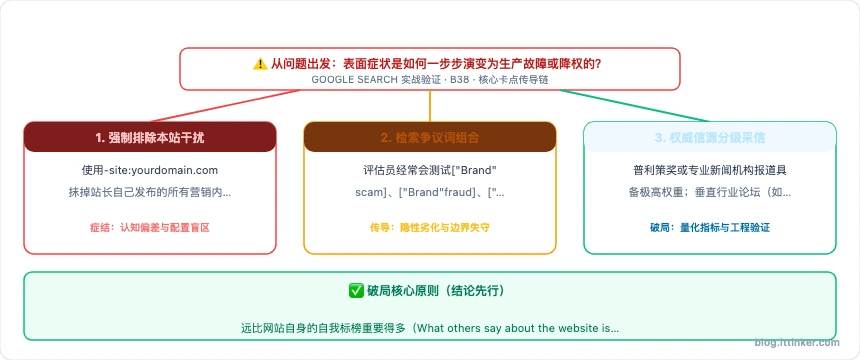 ⚠️ 从问题出发：表面症状是如何一步步演变为生产故障或降权的？
GOOGLE SEARCH 实战验证 · B38 · 核心卡点传导链
1. 强制排除本站干扰
使用-site:yourdomain.com
抹掉站长自己发布的所有营销内...
症结：认知偏差与配置盲区
2. 检索争议词组合
评估员经常会测试["Brand"
scam]、["Brand"fraud]、["...
传导：隐性劣化与边界失守
3. 权威信源分级采信
普利策奖或专业新闻机构报道具
备极高权重；垂直行业论坛（如...
破局：量化指标与工程验证
✅ 破局核心原则（结论先行）
远比网站自身的自我标榜重要得多（What others say about the website is...
blog.ittinker.com